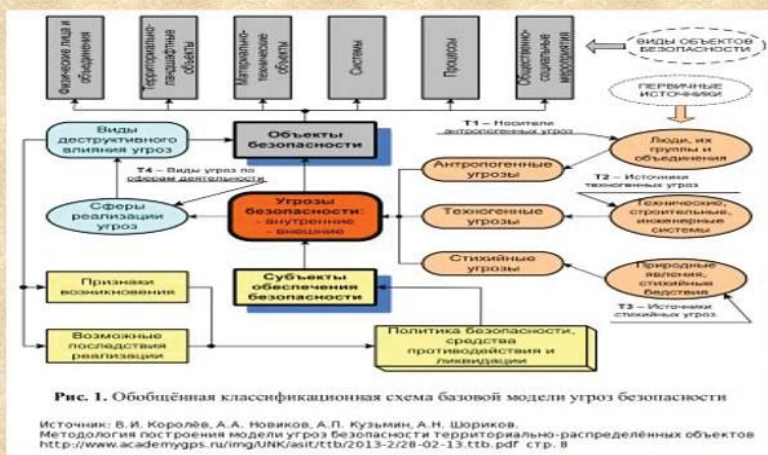 Физические лица и
объединения
Территориально-
ландшафтные
объекты
Материально-
технические
объекты
Системы
Процессы
Общественно-
социальные
мероприятия
ВИДЫ ОБЪЕКТОВ
БЕЗОПАСНОСТИ
ПЕРВИЧНЫЕ
ИСТОЧНИКИ
Виды
деструктивного
влияния угроз
Объекты
безопасности
Т1 – Носители
антропогенных угроз
Люди, их
группы и
объединения
Т4 – Виды угроз по
сферам деятельности
Антропогенные
угрозы
Т2 – Источники
техногенных угроз
Сферы
реализации
угроз
Угрозы
безопасности:
- внутренние
- внешние
Техногенные
угрозы
Технические,
строительные,
инженерные
системы
Стихийные
угрозы
Природные
явления,
стихийные
бедствия
Признаки
возникновения
Субъекты
обеспечения
безопасности
Т3 – Источники
стихийных угроз
Возможные
последствия
реализации
Политика безопасности,
средства
противодействия и
ликвидации
Рис. 1. Обобщённая классификационная схема базовой модели угроз безопасности
Источник: В.И. Королёв, А.А. Новиков, А.П. Кузьмин, А.Н. Шориков.
Методология построения модели угроз безопасности территориально-распределённых объектов
http://www.academygps.ru/img/UNK/asit/ttb/2013-2/28-02-13.ttb.pdf стр. 8